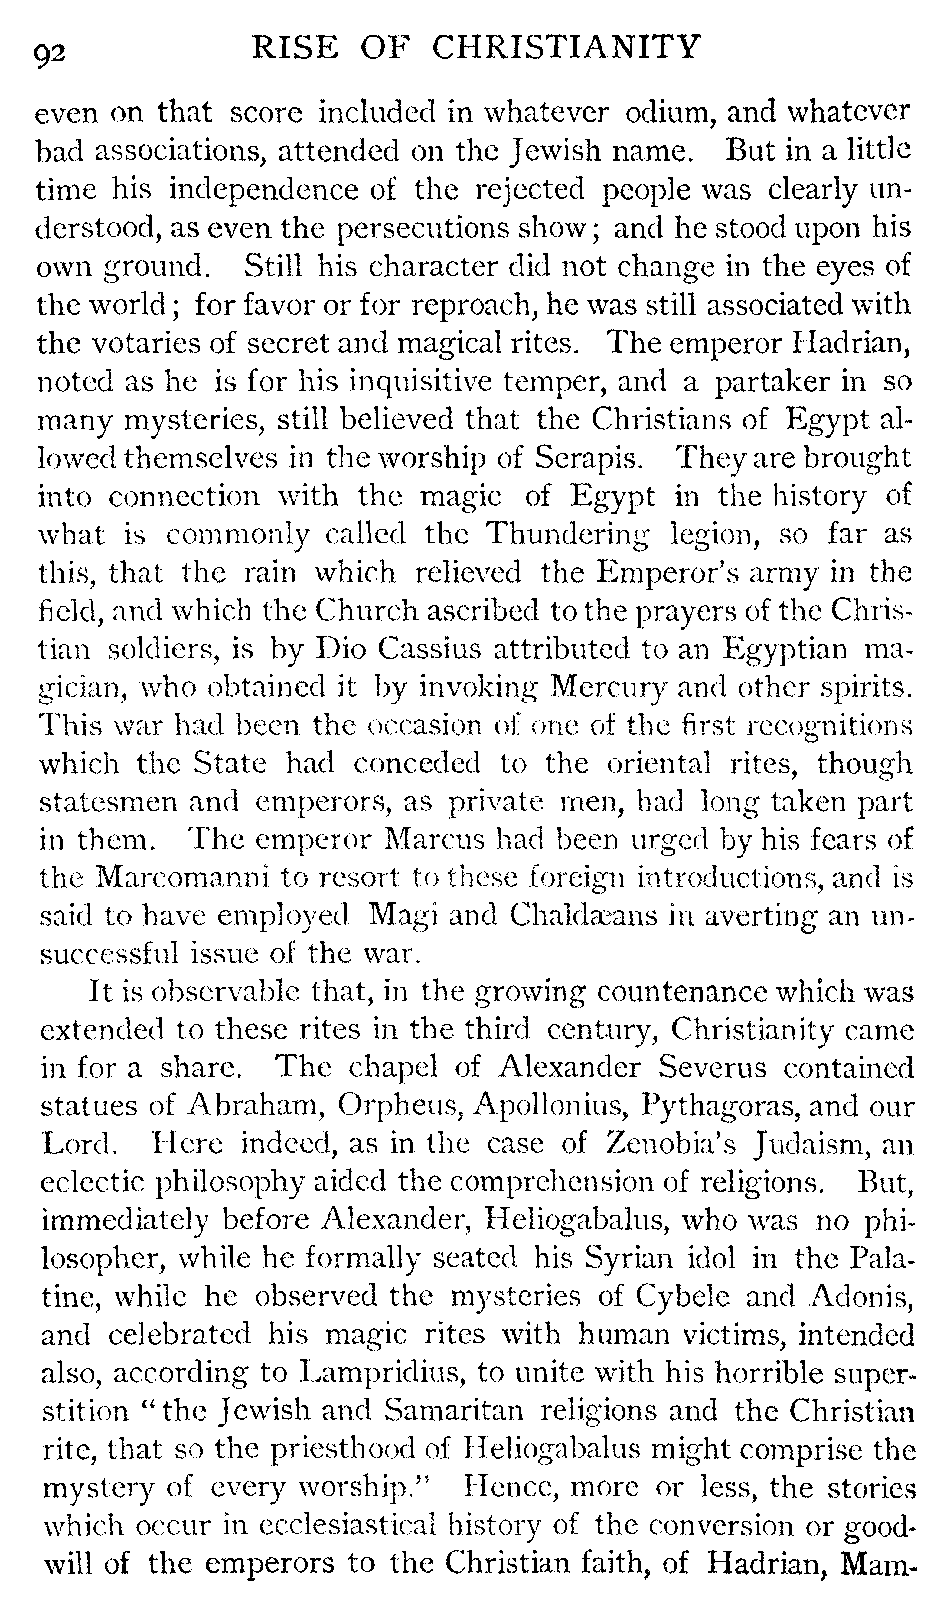 92 RISE OF CHRISTIANITY
even on that score included in whatever odium, and whatever
bad associations, attended on the Jewish name. But in a little
time his independence of the rejected people was clearly un-
derstood, as even the persecutions show; and he stood upon his
own ground. Still his character did not change in the eyes of
the world; for favor or for reproach, he was still associated with
the votaries of secret and magical rites. The emperor Hadrian,
noted as he is for his inquisitive temper, and a partaker in so
many mysteries, still believed that the Christians of Egypt al-
lowed themselves in the worship of Serapis. They are brought
into connection with the magic of Egypt in the history of
what is commonly called the Thundering legion, so far as
this, that the rain which relieved the Emperor's army in the
field, and which the Church ascribed to the prayers of the Chris-
tian soldiers, is by Dio Cassius attributed to an Egyptian ma-
gician, who obtained it by invoking Mercury and other spirits.
This war had been the occasion of one of the first recognitions
which the State had conceded to the oriental rites, though
statesmen and emperors, as private men, had long taken part
in them. The emperor Marcus had been urged by his fears of
the Marcomanni to resort to these foreign introductions, and is
said to have employed Magi and Chaldæans in averting an un-
successful issue of the war.
It is observable that, in the growing countenance which was
extended to these rites in the third century, Christianity came
in for a share. The chapel of Alexander Severus contained
statues of Abraham, Orpheus, Apollonius, Pythagoras, and our
Lord. Here indeed, as in the case of Zenobia's Judaism, an
eclectic philosophy aided the comprehension of religions. But,
immediately before Alexander, Heliogabalus, who was no phi-
losopher, while he formally seated his Syrian idol in the Pala-
tine, while he observed the mysteries of Cybele and Adonis,
and celebrated his magic rites with human victims, intended
also, according to Lampridius, to unite with his horrible super-
stition “the Jewish and Samaritan religions and the Christian
rite, that so the priesthood of Heliogabalus might comprise the
mystery of every worship.” Hence, more or less, the stories
which occur in ecclesiastical history of the conversion or good-
will of the emperors to the Christian faith, of Hadrian, Mam-